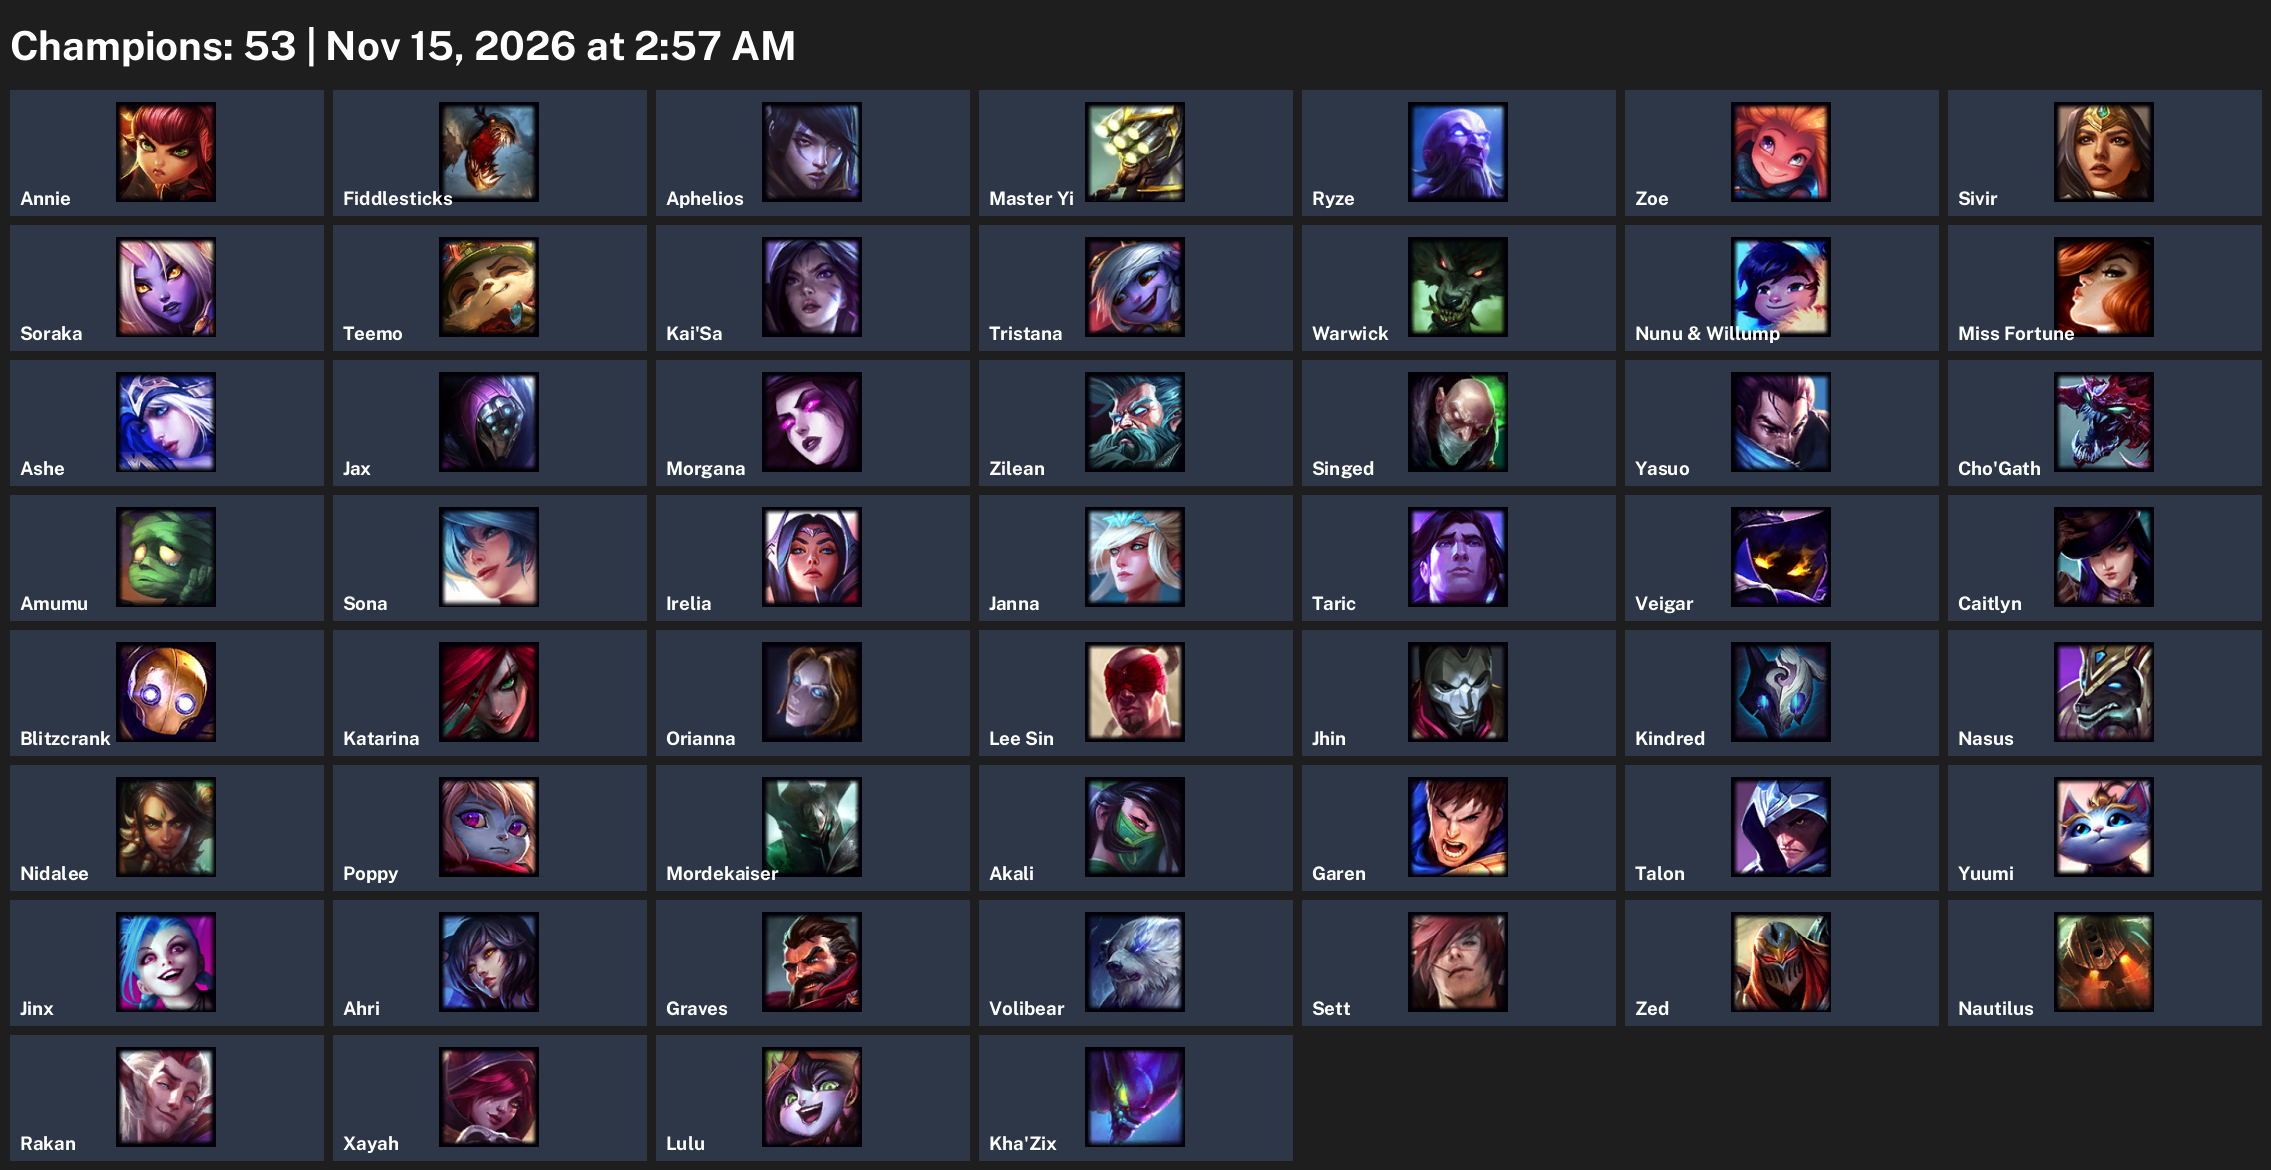 Champions: 53 | Nov 15, 2026 at 2:57 AM
Annie
Fiddlesticks
Aphelios
Master Yi
Ryze
Zoe
Sivir
Soraka
Teemo
Kai'Sa
Tristana
Warwick
Nunu & Willump
Miss Fortune
Ashe
Jax
Morgana
Zilean
Singed
Yasuo
Cho'Gath
Amumu
Sona
Irelia
Janna
Taric
Veigar
Caitlyn
Blitzcrank
Katarina
Orianna
Lee Sin
Jhin
Kindred
Nasus
Nidalee
Poppy
Mordekaiser
Akali
Garen
Talon
Yuumi
Jinx
Ahri
Graves
Volibear
Sett
Zed
Nautilus
Rakan
Xayah
Lulu
Kha'Zix